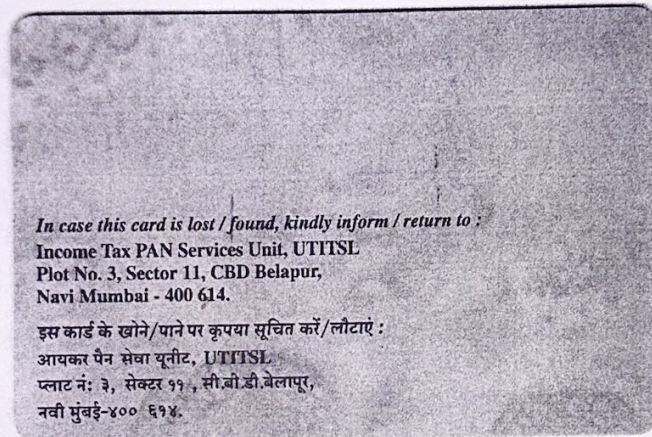 In case this card is lost / found, kindly inform / return to :
Income Tax PAN Services Unit, UTITSL
Plot No. 3, Sector 11, CBD Belapur,
Navi Mumbai - 400 614.
इस कार्ड के खोने/पाने पर कृपया सूचित करें/लौटाएं :
आयकर पैन सेवा यूनीट, UTITSL
प्लाट नं: ३, सेक्टर ११ , सी.बी.डी.बेलापूर,
नवी मुंबई-४०० ६१४.